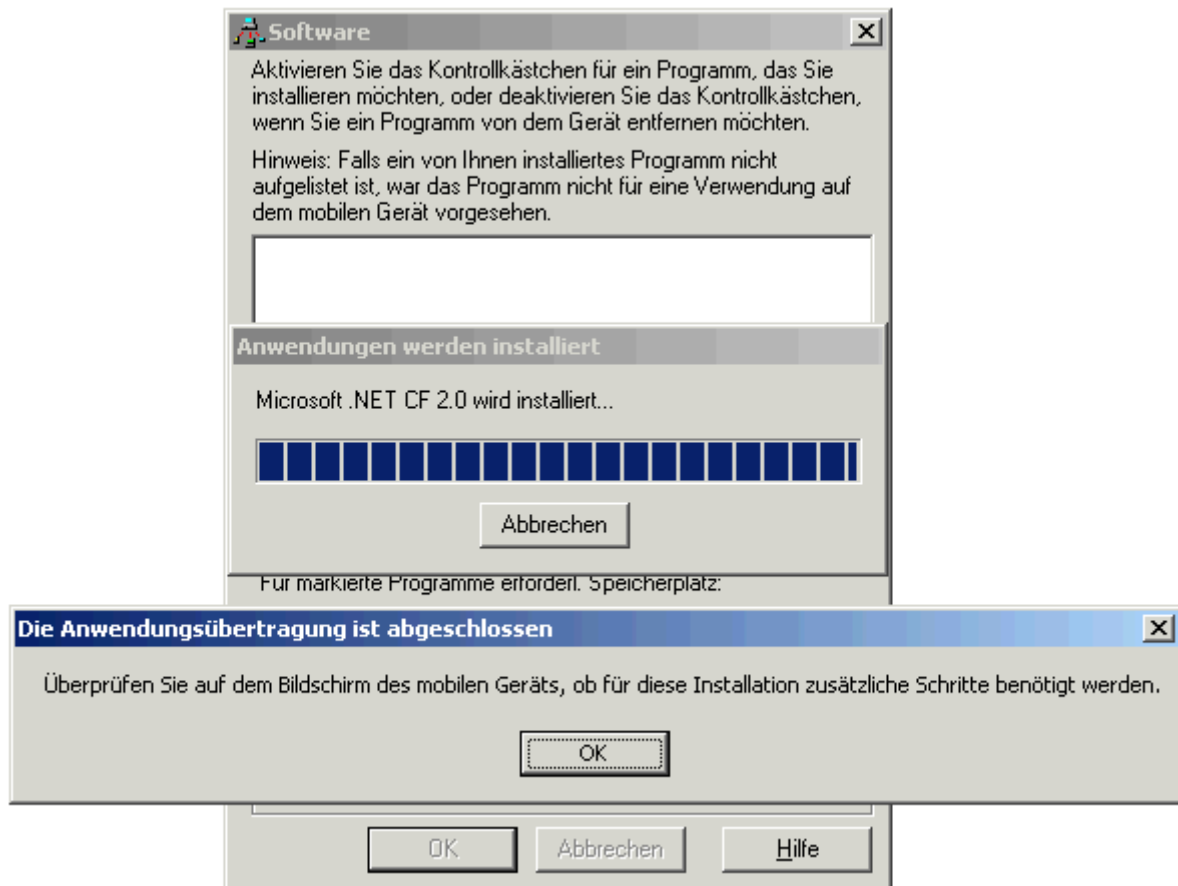 Software
Aktivieren Sie das Kontrollkästchen für ein Programm, das Sie
installieren möchten, oder deaktivieren Sie das Kontrollkästchen,
wenn Sie ein Programm von dem Gerät entfernen möchten.
Hinweis: Falls ein von Ihnen installiertes Programm nicht
aufgelistet ist, war das Programm nicht für eine Verwendung auf
dem mobilen Gerät vorgesehen.
Anwendungen werden installiert
Microsoft .NET CF 2.0 wird installiert...
Abbrechen
Für markierte Programme erforderl. Speicherplatz:
Die Anwendungsübertragung ist abgeschlossen
Überprüfen Sie auf dem Bildschirm des mobilen Geräts, ob für diese Installation zusätzliche Schritte benötigt werden.
OK
OK Abbrechen Hilfe